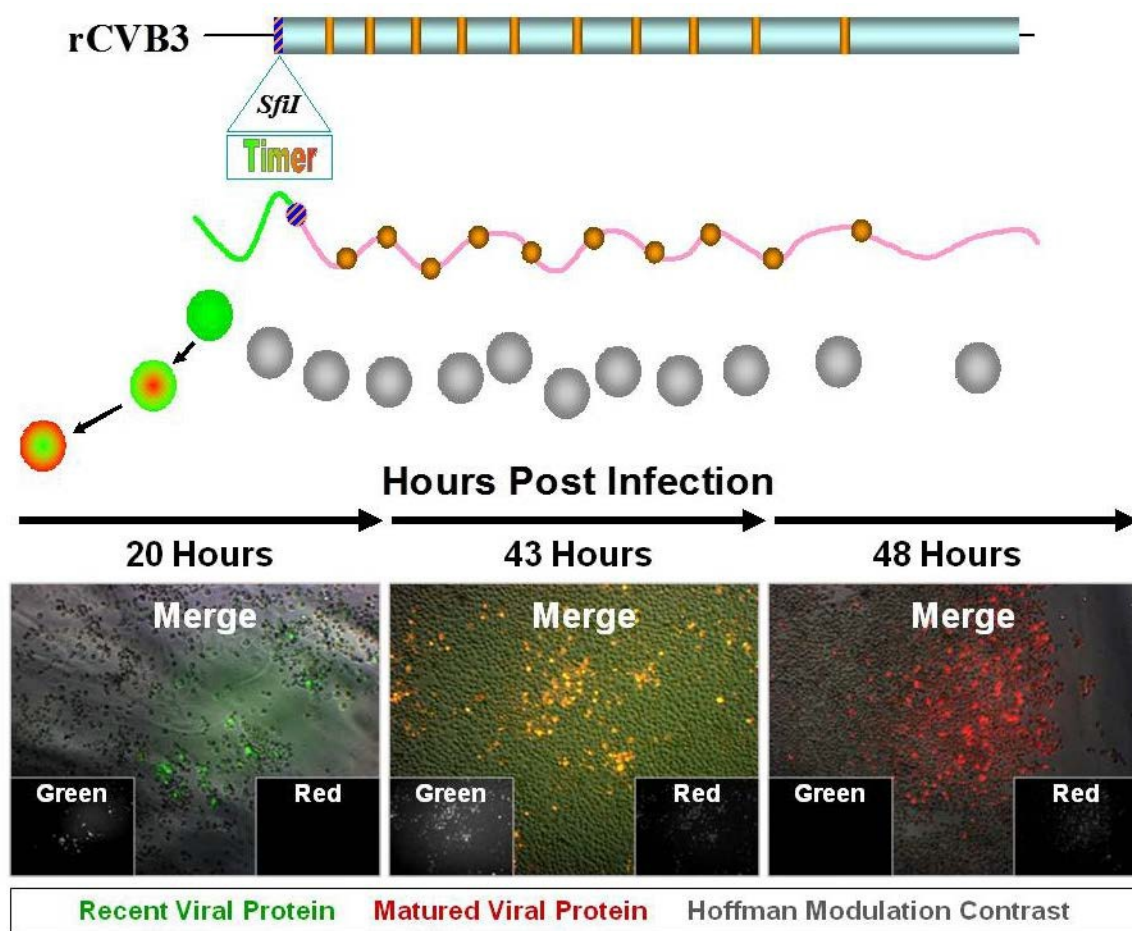 rCVB3
SfiI
Timer
Hours Post Infection
20 Hours 43 Hours 48 Hours
Merge Merge Merge
Green Red Green Red Green Red
Recent Viral Protein Matured Viral Protein Hoffman Modulation Contrast